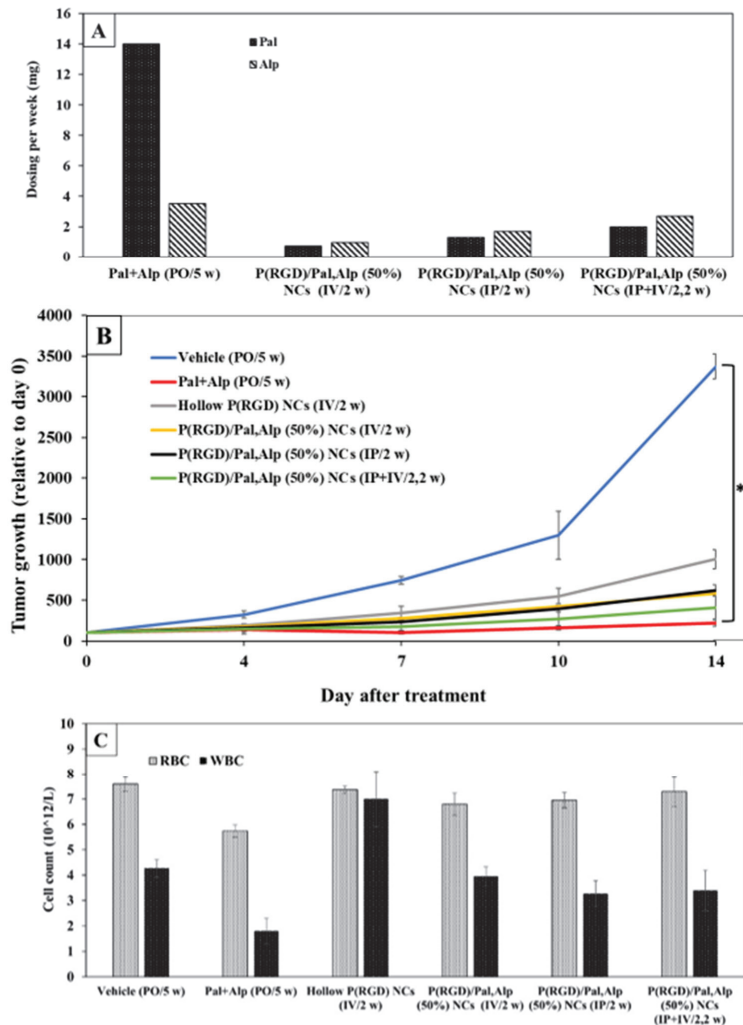 A
Pal
Alp
Dosing per week (mg)
16
14
12
10
8
6
4
2
0
Pal+Alp (PO/5 w)
P(RGD)/Pal,Alp (50%)
NCs (IV/2 w)
P(RGD)/Pal,Alp (50%)
NCs (IP/2 w)
P(RGD)/Pal,Alp (50%)
NCs (IP+IV/2,2 w)
B
Vehicle (PO/5 w)
Pal+Alp (PO/5 w)
Hollow P(RGD) NCs (IV/2 w)
P(RGD)/Pal,Alp (50%) NCs (IV/2 w)
P(RGD)/Pal,Alp (50%) NCs (IP/2 w)
P(RGD)/Pal,Alp (50%) NCs (IP+IV/2,2 w)
Tumor growth (relative to day 0)
4000
3500
3000
2500
2000
1500
1000
500
0
*
0 4 7 10 14
Day after treatment
C
RBC WBC
Cell count (10^12/L)
10
9
8
7
6
5
4
3
2
1
0
Vehicle (PO/5 w)
Pal+Alp (PO/5 w)
Hollow P(RGD) NCs
(IV/2 w)
P(RGD)/Pal,Alp
(50%) NCs (IV/2 w)
P(RGD)/Pal,Alp
(50%) NCs (IP/2 w)
P(RGD)/Pal,Alp
(50%) NCs
(IP+IV/2,2 w)